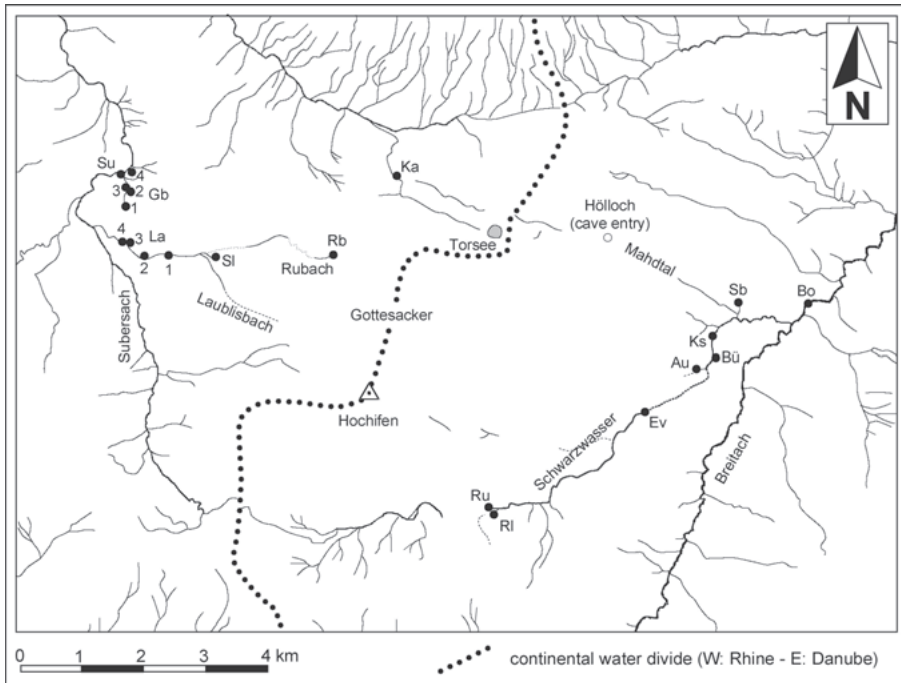 N
Su
4
3
2
Gb
1
Ka
Hölloch
(cave entry)
Torsee
4
La
3
2
1
Sl
Rb
Rubach
Mahdtal
Laublisbach
Subersach
Gottesacker
Sb
Bo
Ks
Au
Bü
Hochifen
Ev
Schwarzwasser
Breitach
Ru
Rl
0
1
2
3
4 km
continental water divide (W: Rhine - E: Danube)